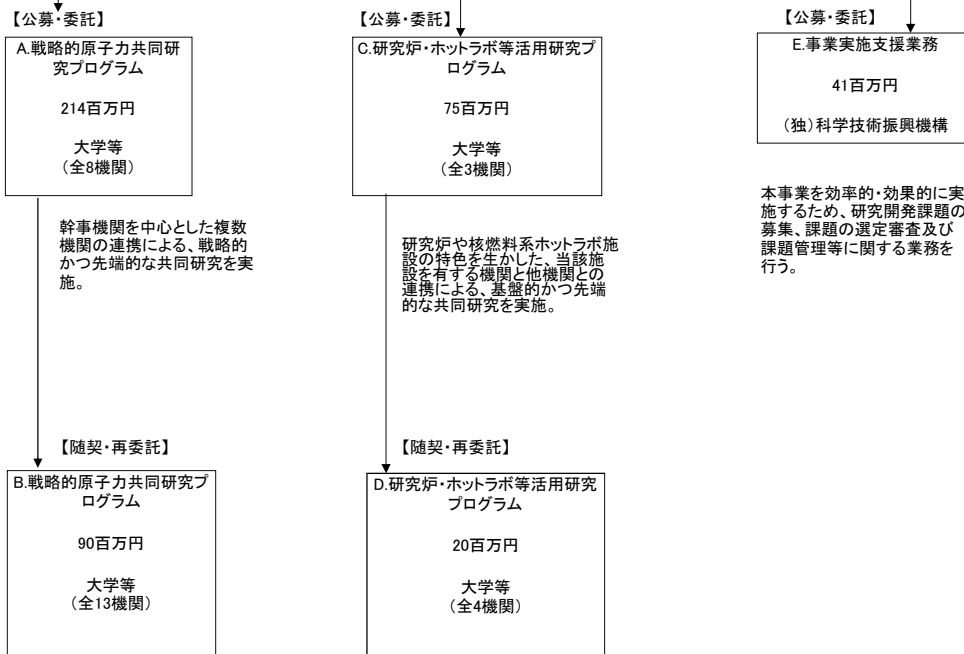 【公募・委託】
A.戦略的原子力共同研
究プログラム
214百万円
大学等
（全8機関）
幹事機関を中心とした複数
機関の連携による、戦略的
かつ先端的な共同研究を実
施。
【随契・再委託】
B.戦略的原子力共同研究プ
ログラム
90百万円
大学等
（全13機関）
【公募・委託】
C.研究炉・ホットラボ等活用研究プ
ログラム
75百万円
大学等
（全3機関）
研究炉や核燃料系ホットラボ施
設の特色を生かした、当該施
設を有する機関と他機関との
連携による、基盤的かつ先端
的な共同研究を実施。
【随契・再委託】
D.研究炉・ホットラボ等活用研究
プログラム
20百万円
大学等
（全4機関）
【公募・委託】
E.事業実施支援業務
41百万円
（独）科学技術振興機構
本事業を効率的・効果的に実
施するため、研究開発課題の
募集、課題の選定審査及び
課題管理等に関する業務を
行う。